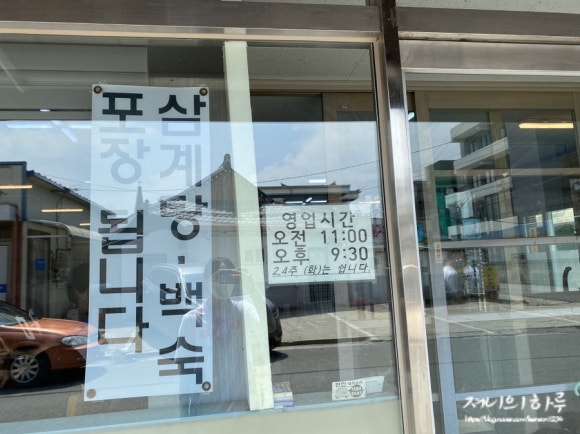 삼계탕·백숙
포장 됩니다
영업시간
오전 11:00
오후 9:30
2,4주 (화)는 쉽니다
제니의하루